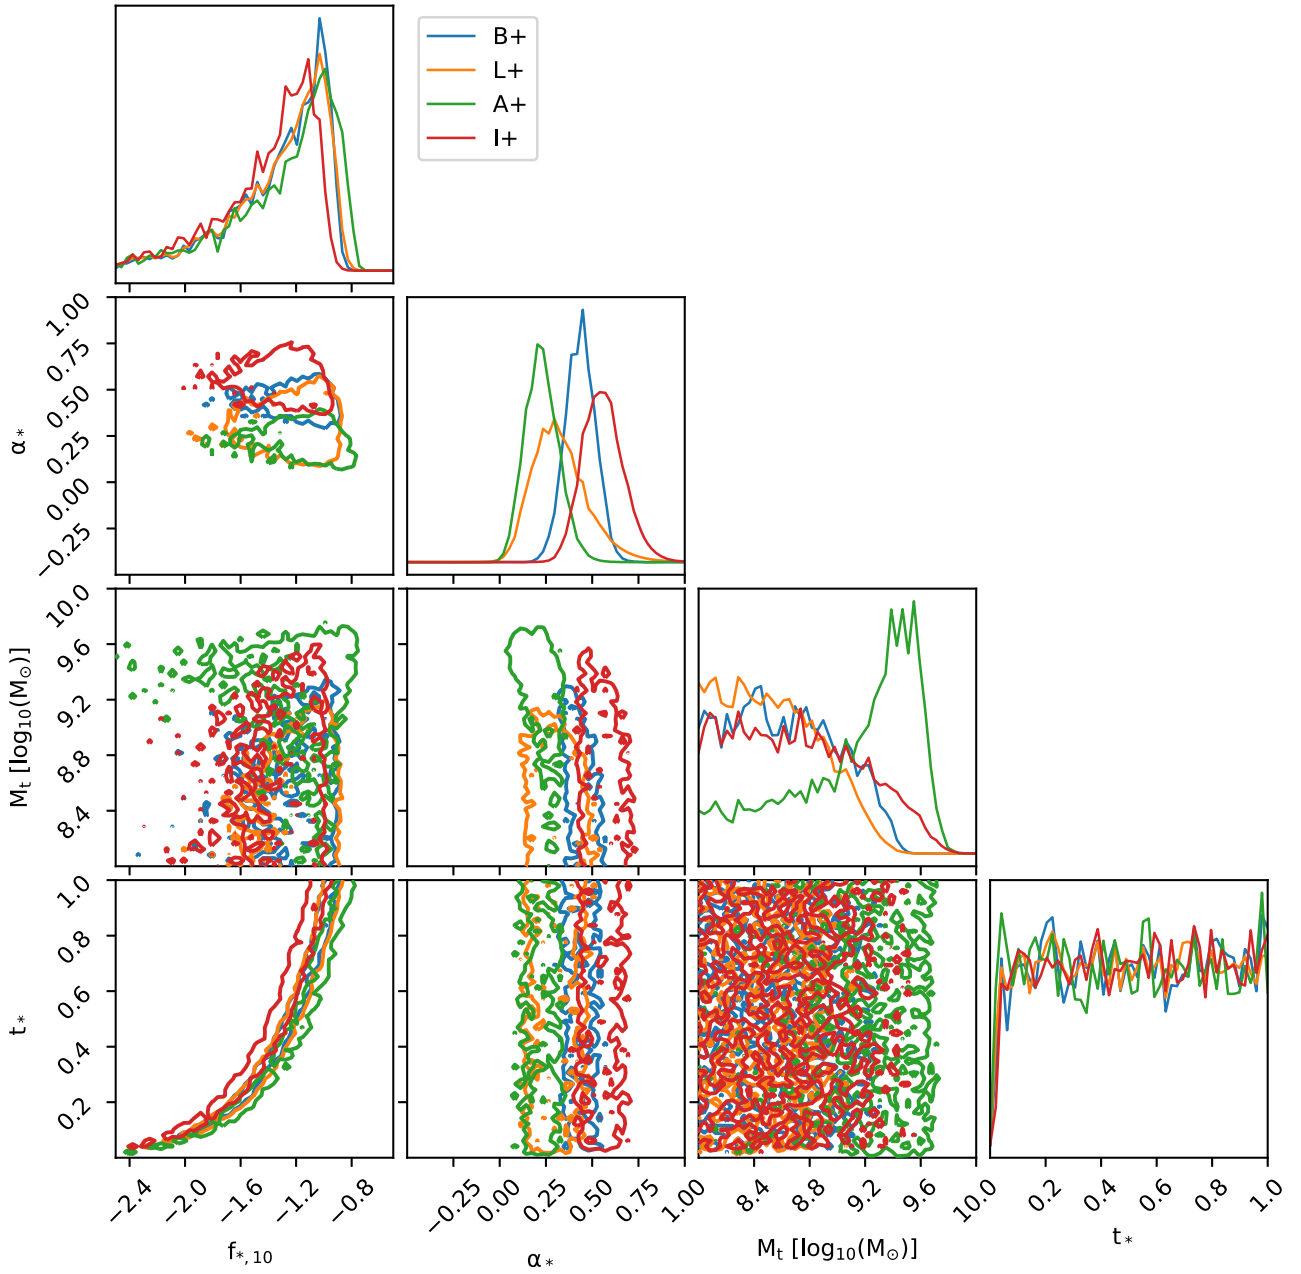 B+
L+
A+
I+
1.00
0.75
0.50
0.25
0.00
−0.25
α*
10.0
9.6
9.2
8.8
8.4
Mt [log10(M⊙)]
1.0
0.8
0.6
0.4
0.2
t*
−2.4 −2.0 −1.6 −1.2 −0.8
−0.25 0.00 0.25 0.50 0.75 1.00
8.4 8.8 9.2 9.6 10.0
0.2 0.4 0.6 0.8 1.0
f*,10
α*
Mt [log10(M⊙)]
t*